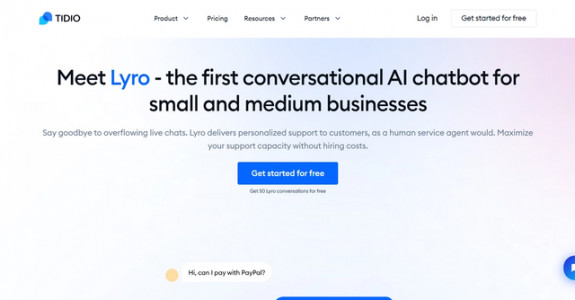 TIDIO Product Pricing Resources Partners Log in Get started for free
Meet Lyro - the first conversational AI chatbot for
small and medium businesses
Say goodbye to overflowing live chats. Lyro delivers personalized support to customers, as a human service agent would. Maximize
your support capacity without hiring costs.
Get started for free
Get 50 Lyro conversations for free
Hi, can I pay with PayPal?